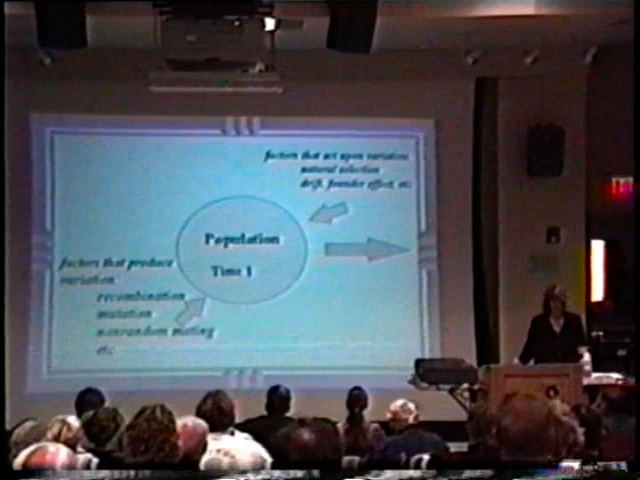 factors that act upon variation
natural selection
drift, founder effect, etc
Population
Time 1
factors that produce
variation
recombination
mutation
nonrandom mating
etc